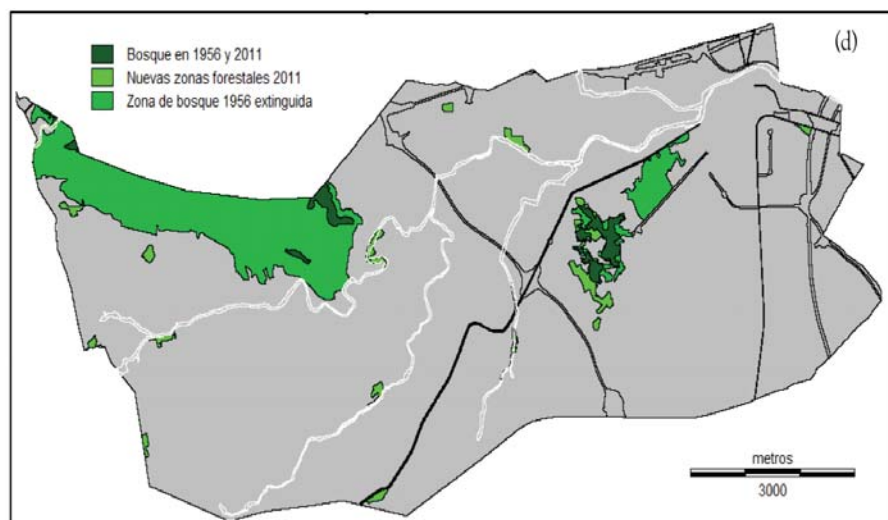 (d)
Bosque en 1956 y 2011
Nuevas zonas forestales 2011
Zona de bosque 1956 extinguida
metros
3000